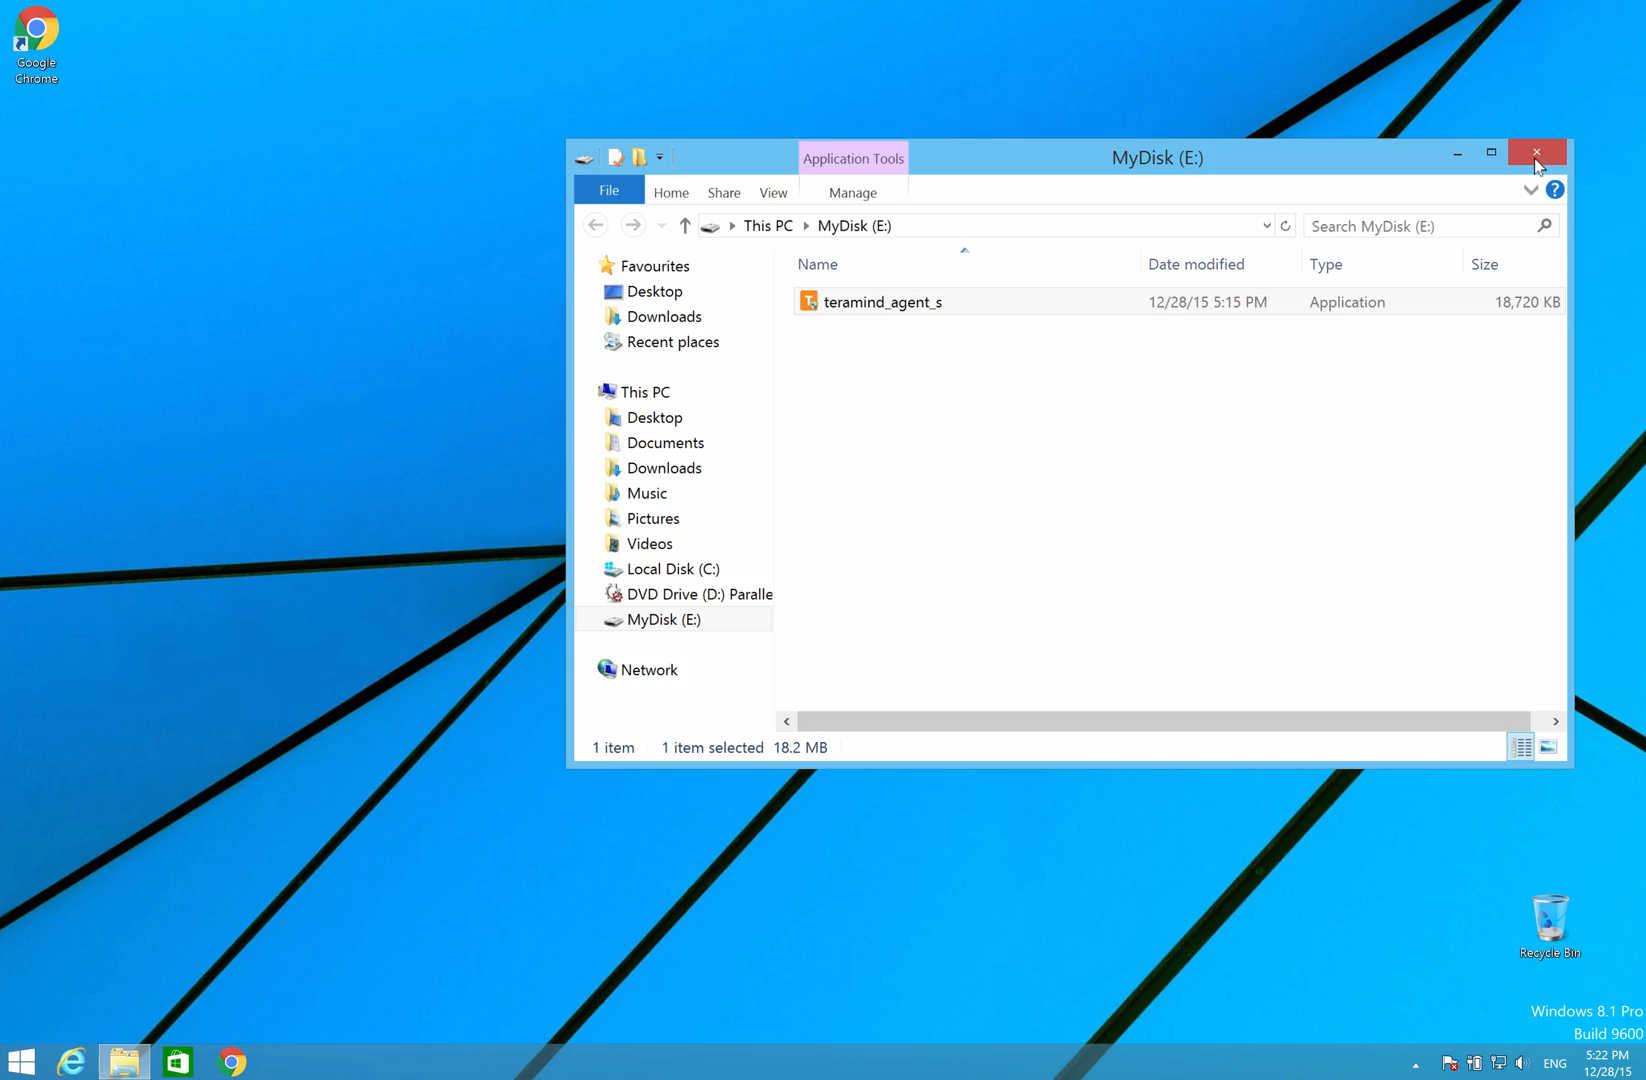 Google
Chrome
Application Tools
MyDisk (E:)
File
Home
Share
View
Manage
This PC
MyDisk (E:)
Search MyDisk (E:)
Name
Date modified
Type
Size
teramind_agent_s
12/28/15 5:15 PM
Application
18,720 KB
Favourites
Desktop
Downloads
Recent places
This PC
Desktop
Documents
Downloads
Music
Pictures
Videos
Local Disk (C:)
DVD Drive (D:) Paralle
MyDisk (E:)
Network
1 item
1 item selected 18.2 MB
Recycle Bin
Windows 8.1 Pro
Build 9600
ENG
5:22 PM
12/28/15